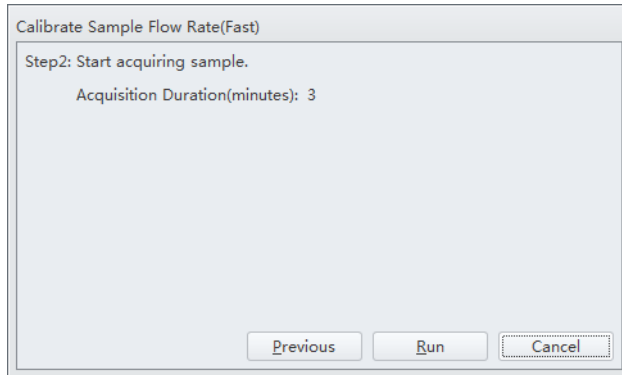 Calibrate Sample Flow Rate(Fast)
Step2: Start acquiring sample.
Acquisition Duration(minutes): 3
Previous Run Cancel